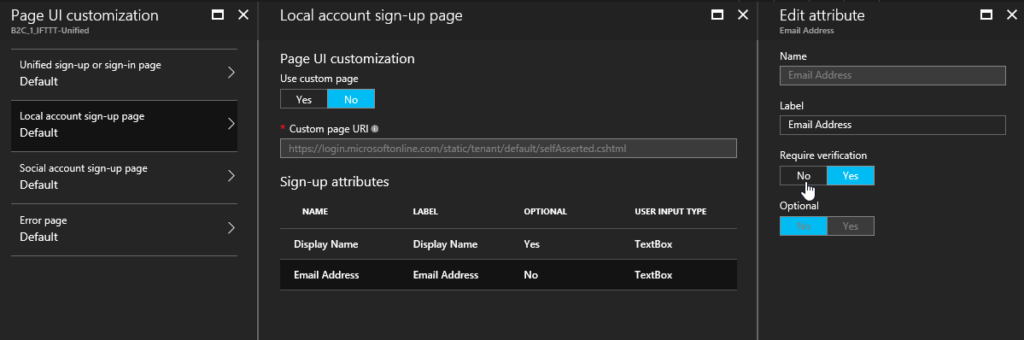 Page UI customization
B2C_1_IFTTT-Unified
Unified sign-up or sign-in page
Default
Local account sign-up page
Default
Social account sign-up page
Default
Error page
Default
Local account sign-up page
Page UI customization
Use custom page
Yes No
* Custom page URI
https://login.microsoftonline.com/static/tenant/default/selfAsserted.cshtml
Sign-up attributes
NAME LABEL OPTIONAL USER INPUT TYPE
Display Name Display Name Yes TextBox
Email Address Email Address No TextBox
Edit attribute
Email Address
Name
Email Address
Label
Email Address
Require verification
No Yes
Optional
No Yes